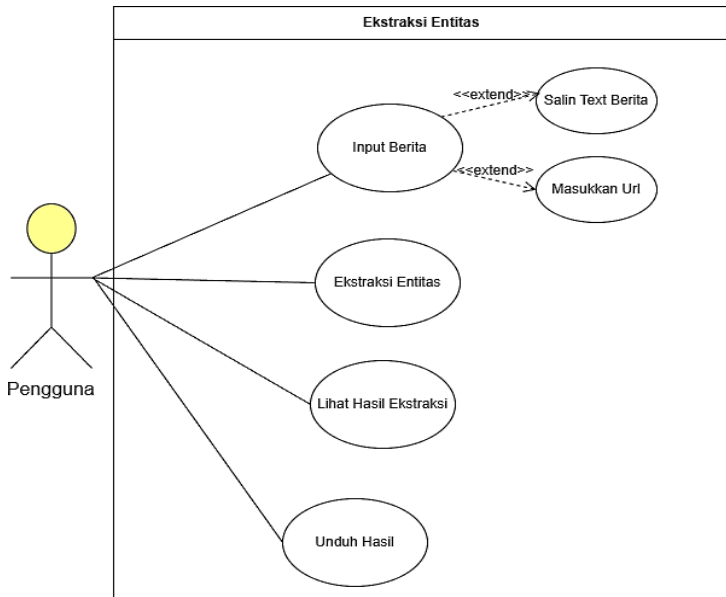 Ekstraksi Entitas
<<extend>>
Salin Text Berita
Input Berita
<<extend>>
Masukkan Url
Ekstraksi Entitas
Pengguna
Lihat Hasil Ekstraksi
Unduh Hasil